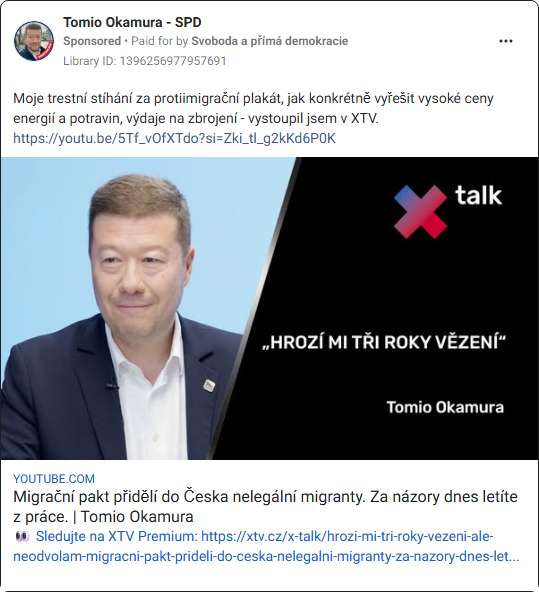 Tomio Okamura - SPD
Sponsored • Paid for by Svoboda a přímá demokracie
Library ID: 1396256977957691
Moje trestní stíhání za protiimigrační plakát, jak konkrétně vyřešit vysoké ceny
energií a potravin, výdaje na zbrojení - vystoupil jsem v XTV.
https://youtu.be/5Tf_vOfXTdo?si=Zki_tl_g2kKd6P0K
talk
„HROZÍ MI TŘI ROKY VĚZENÍ“
Tomio Okamura
YOUTUBE.COM
Migrační pakt přidělí do Česka nelegální migranty. Za názory dnes letíte
z práce. | Tomio Okamura
👀 Sledujte na XTV Premium: https://xtv.cz/x-talk/hrozi-mi-tri-roky-vezeni-ale-
neodvolam-migracni-pakt-prideli-do-ceska-nelegalni-migranty-za-nazory-dnes-let...